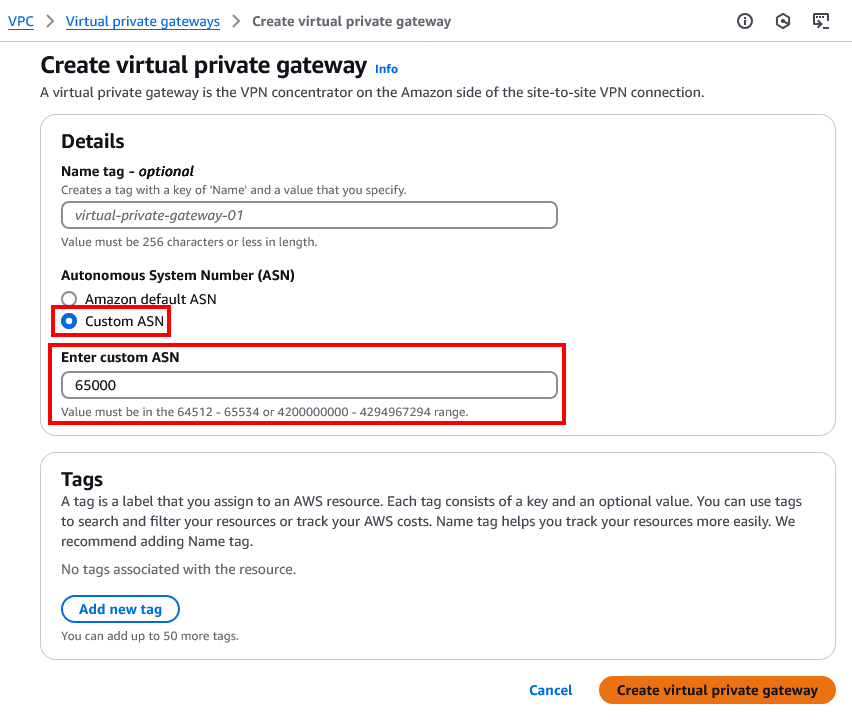 VPC > Virtual private gateways > Create virtual private gateway
Create virtual private gateway Info
A virtual private gateway is the VPN concentrator on the Amazon side of the site-to-site VPN connection.
Details
Name tag - optional
Creates a tag with a key of 'Name' and a value that you specify.
virtual-private-gateway-01
Value must be 256 characters or less in length.
Autonomous System Number (ASN)
Amazon default ASN
Custom ASN
Enter custom ASN
65000
Value must be in the 64512 - 65534 or 4200000000 - 4294967294 range.
Tags
A tag is a label that you assign to an AWS resource. Each tag consists of a key and an optional value. You can use tags
to search and filter your resources or track your AWS costs. Name tag helps you track your resources more easily. We
recommend adding Name tag.
No tags associated with the resource.
Add new tag
You can add up to 50 more tags.
Cancel Create virtual private gateway